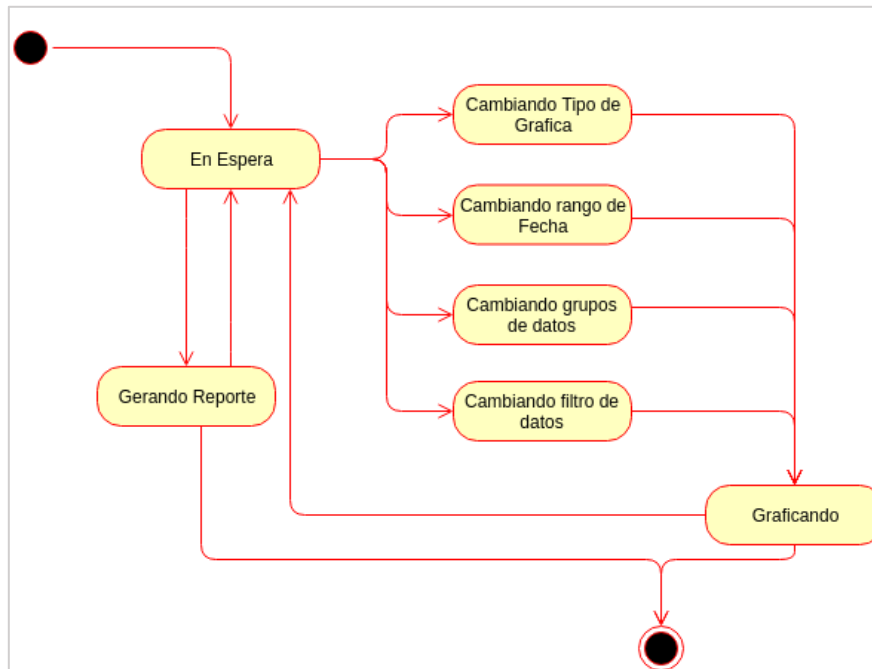 Cambiando Tipo de
Grafica
En Espera
Cambiando rango de
Fecha
Cambiando grupos
de datos
Gerando Reporte
Cambiando filtro de
datos
Graficando